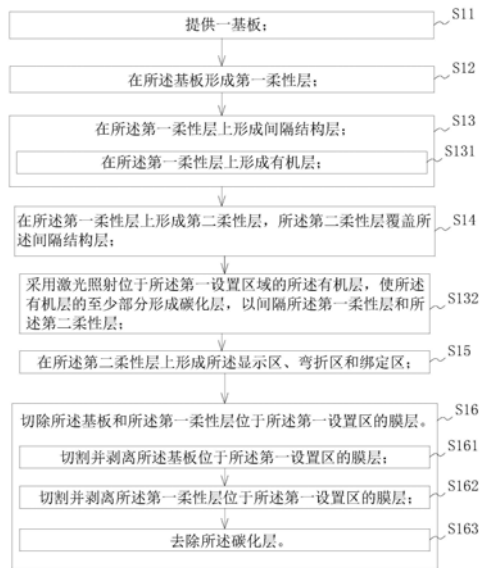 提供一基板；
S11
在所述基板形成第一柔性层；
S12
在所述第一柔性层上形成间隔结构层；
S13
在所述第一柔性层上形成有机层；
S131
在所述第一柔性层上形成第二柔性层，所述第二柔性层覆盖所
述间隔结构层；
S14
采用激光照射位于所述第一设置区域的所述有机层，使所述
有机层的至少部分形成碳化层，以间隔所述第一柔性层和所
述第二柔性层；
S132
在所述第二柔性层上形成所述显示区、弯折区和绑定区；
S15
切除所述基板和所述第一柔性层位于所述第一设置区的膜层。
S16
切割并剥离所述基板位于所述第一设置区的膜层；
S161
切割并剥离所述第一柔性层位于所述第一设置区的膜层；
S162
去除所述碳化层。
S163